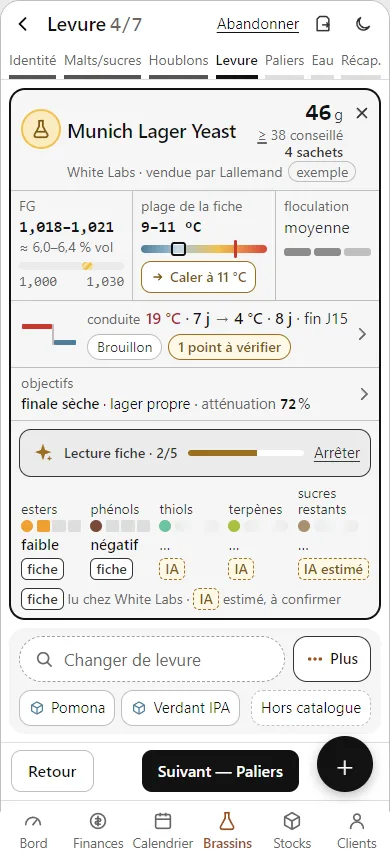 Levure 4/7
Abandonner
Identité Malts/sucres Houblons Levure Paliers Eau Récap.
Munich Lager Yeast
46 g
≥ 38 conseillé
4 sachets
White Labs · vendue par Lallemand exemple
FG
1,018–1,021
≈ 6,0–6,4 % vol
1,000 1,030
plage de la fiche
9–11 °C
→ Caler à 11 °C
floculation
moyenne
conduite 19 °C · 7 j → 4 °C · 8 j · fin J15
Brouillon 1 point à vérifier
objectifs
finale sèche · lager propre · atténuation 72 %
Lecture fiche · 2/5 Arrêter
esters phénols thiols terpènes sucres restants
faible négatif ... ... ...
fiche fiche IA IA IA estimé
fiche lu chez White Labs · IA estimé, à confirmer
Changer de levure
••• Plus
Pomona Verdant IPA Hors catalogue
Retour Suivant — Paliers +
Bord Finances Calendrier Brassins Stocks Clients